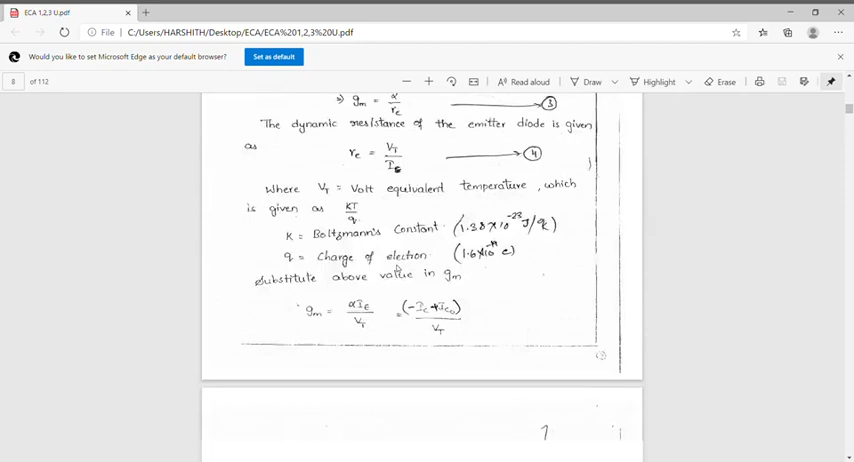 ECA 1,2,3 U.pdf
File | C:/Users/HARSHITH/Desktop/ECA/ECA%201,2,3%20U.pdf
Would you like to set Microsoft Edge as your default browser? Set as default
8 of 112 Read aloud Draw Highlight Erase
⇒ gm = α/re ③
The dynamic resistance of the emitter diode is given
as
re = VT/IE ④
Where VT = Volt equivalent temperature, which
is given as KT/q
K = Boltzmann's Constant (1.38×10⁻²³ J/
q = Charge of electron (1.6×10⁻¹⁹ C)
Substitute above value in gm
∴ gm = αIE/VT = (-IC + ICO)/VT